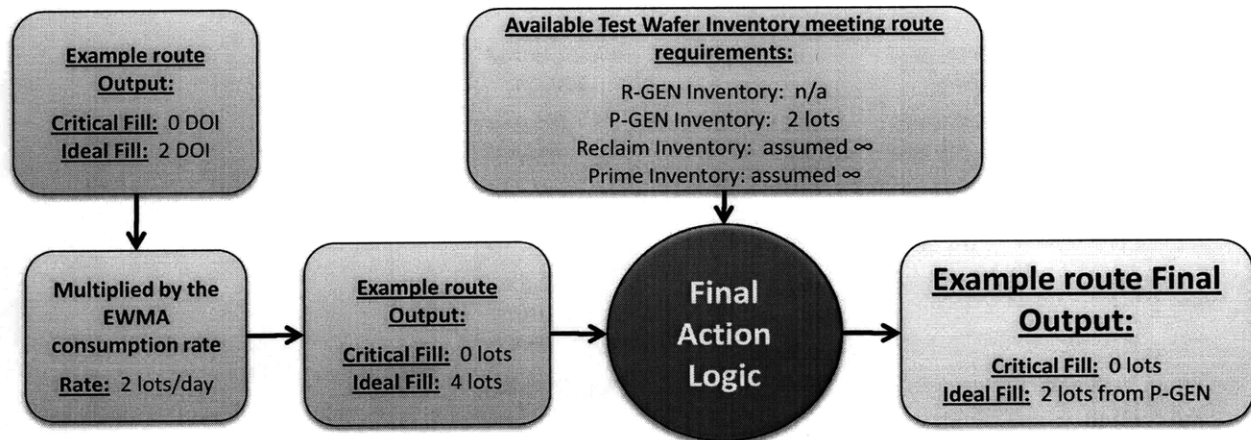 Example route
Output:
Critical Fill: 0 DOI
Ideal Fill: 2 DOI
Available Test Wafer Inventory meeting route
requirements:
R-GEN Inventory: n/a
P-GEN Inventory: 2 lots
Reclaim Inventory: assumed ∞
Prime Inventory: assumed ∞
Multiplied by the
EWMA
consumption rate
Rate: 2 lots/day
Example route
Output:
Critical Fill: 0 lots
Ideal Fill: 4 lots
Final
Action
Logic
Example route Final
Output:
Critical Fill: 0 lots
Ideal Fill: 2 lots from P-GEN